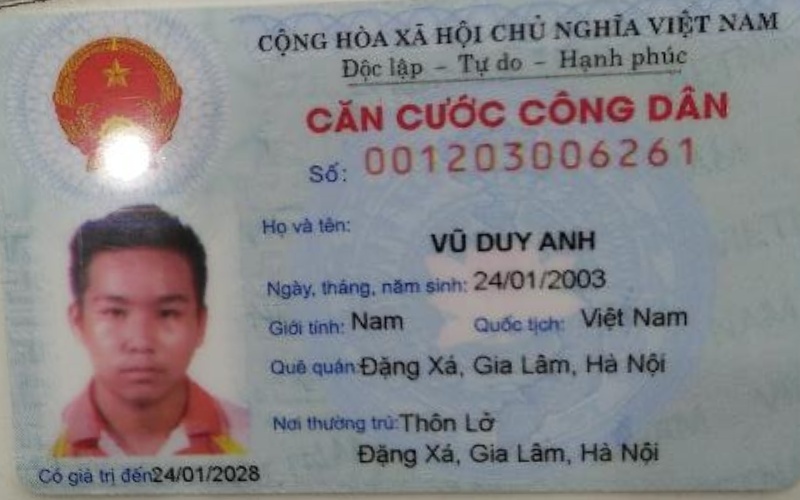 CỘNG HÒA XÃ HỘI CHỦ NGHĨA VIỆT NAM
Độc lập – Tự do – Hạnh phúc
CĂN CƯỚC CÔNG DÂN
Số: 001203006261
Họ và tên:
VŨ DUY ANH
Ngày, tháng, năm sinh: 24/01/2003
Giới tính: Nam Quốc tịch: Việt Nam
Quê quán: Đặng Xá, Gia Lâm, Hà Nội
Nơi thường trú: Thôn Lở
Đặng Xá, Gia Lâm, Hà Nội
Có giá trị đến 24/01/2028